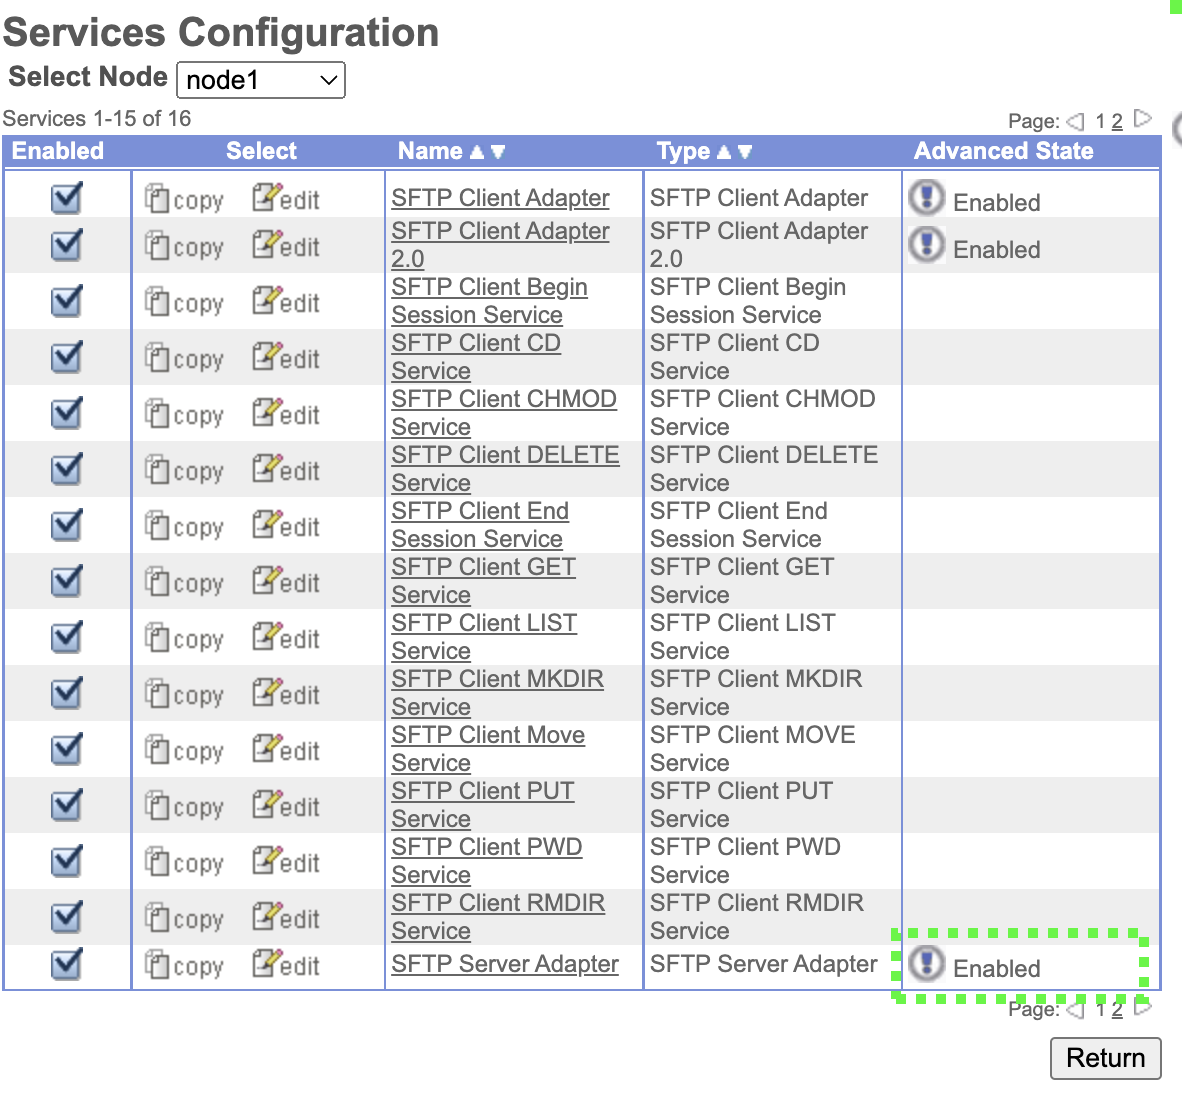 Services Configuration
Select Node node1
Services 1-15 of 16
Page: 1 2
Enabled Select Name Type Advanced State
copy edit SFTP Client Adapter SFTP Client Adapter Enabled
copy edit SFTP Client Adapter SFTP Client Adapter Enabled
2.0 2.0
copy edit SFTP Client Begin SFTP Client Begin
Session Service Session Service
copy edit SFTP Client CD SFTP Client CD
Service Service
copy edit SFTP Client CHMOD SFTP Client CHMOD
Service Service
copy edit SFTP Client DELETE SFTP Client DELETE
Service Service
copy edit SFTP Client End SFTP Client End
Session Service Session Service
copy edit SFTP Client GET SFTP Client GET
Service Service
copy edit SFTP Client LIST SFTP Client LIST
Service Service
copy edit SFTP Client MKDIR SFTP Client MKDIR
Service Service
copy edit SFTP Client Move SFTP Client MOVE
Service Service
copy edit SFTP Client PUT SFTP Client PUT
Service Service
copy edit SFTP Client PWD SFTP Client PWD
Service Service
copy edit SFTP Client RMDIR SFTP Client RMDIR
Service Service
copy edit SFTP Server Adapter SFTP Server Adapter Enabled
Page: 1 2
Return